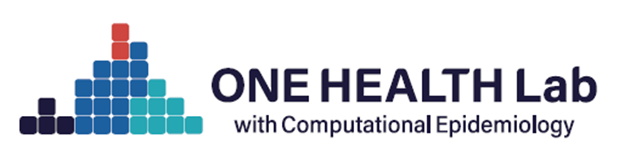 ONE HEALTH Lab
with Computational Epidemiology